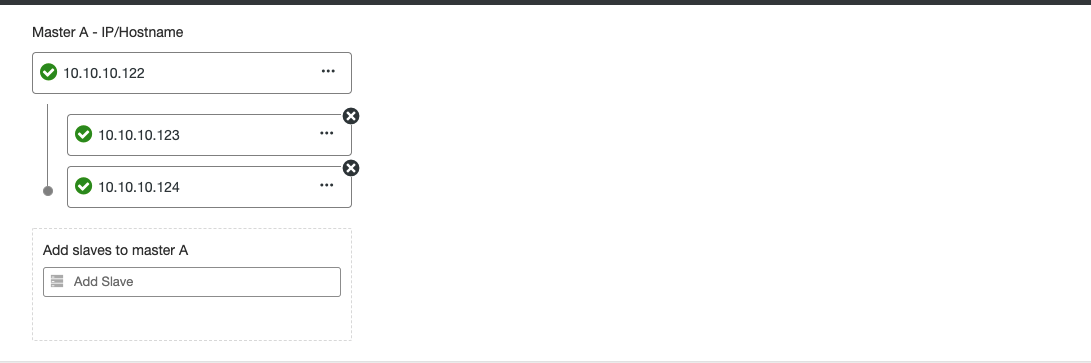 Master A - IP/Hostname
10.10.10.122
10.10.10.123
10.10.10.124
Add slaves to master A
Add Slave